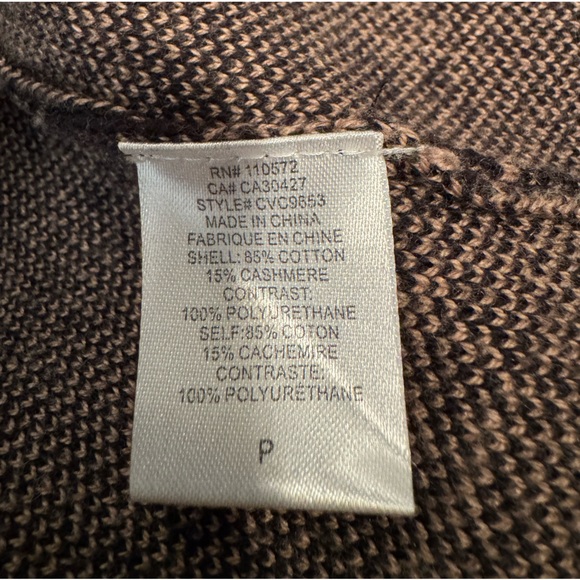 RN# 110572
CA# CA30427
STYLE# CVC9853
MADE IN CHINA
FABRIQUE EN CHINE
SHELL: 85% COTTON
15% CASHMERE
CONTRAST:
100% POLYURETHANE
SELF:85% COTON
15% CACHEMIRE
CONTRASTE:
100% POLYURETHANE
P